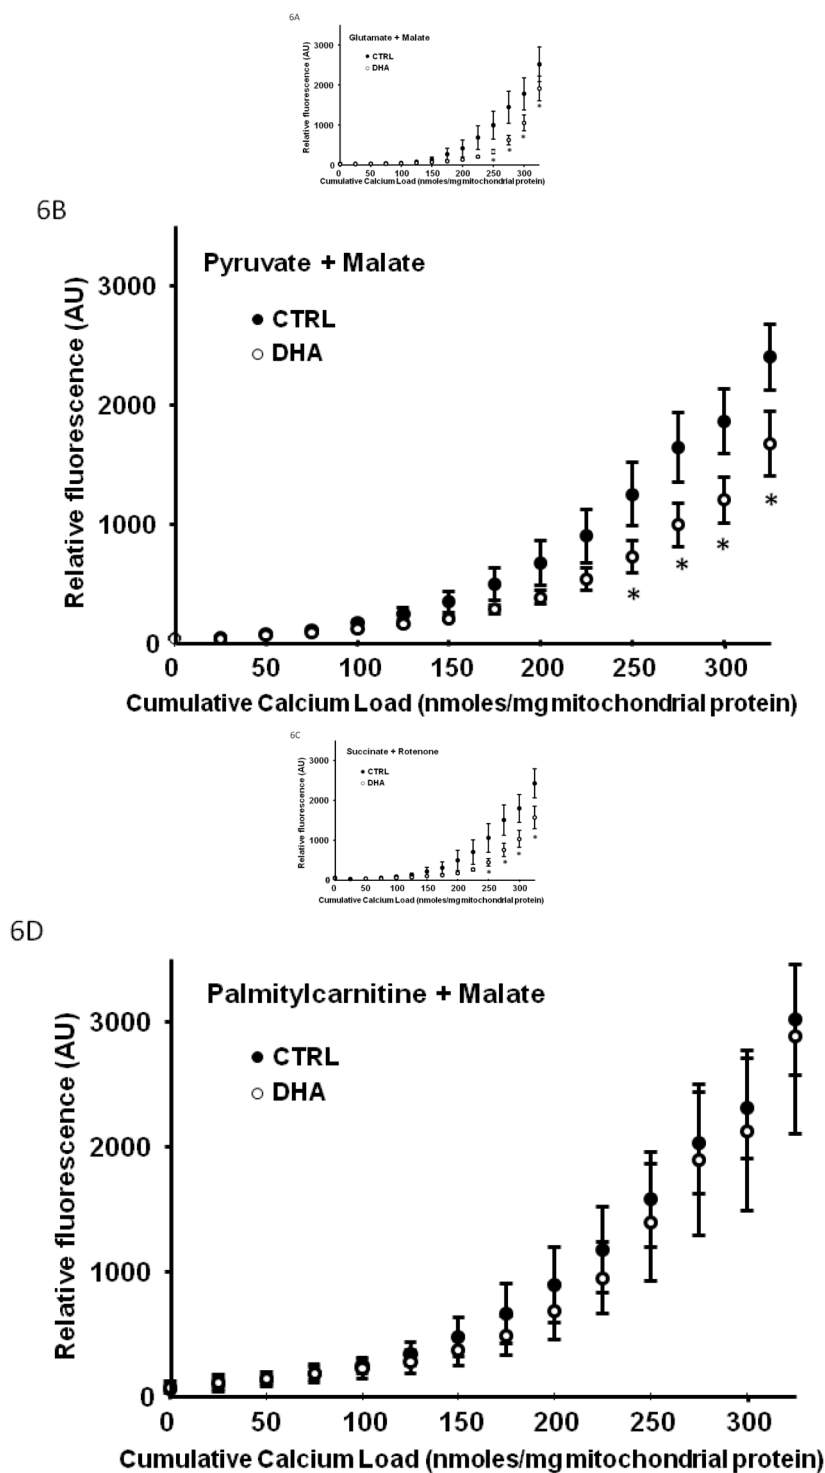 6A
Glutamate + Malate
CTRL
DHA
Relative fluorescence (AU)
3000
2000
1000
0
0 50 100 150 200 250 300
* * * *
Cumulative Calcium Load (nmoles/mg mitochondrial protein)
6B
Pyruvate + Malate
CTRL
DHA
Relative fluorescence (AU)
3000
2000
1000
0
0 50 100 150 200 250 300
* * * *
Cumulative Calcium Load (nmoles/mg mitochondrial protein)
6C
Succinate + Rotenone
CTRL
DHA
Relative fluorescence (AU)
3000
2000
1000
0
0 50 100 150 200 250 300
* * * *
Cumulative Calcium Load (nmoles/mg mitochondrial protein)
6D
Palmitylcarnitine + Malate
CTRL
DHA
Relative fluorescence (AU)
3000
2000
1000
0
0 50 100 150 200 250 300
Cumulative Calcium Load (nmoles/mg mitochondrial protein)